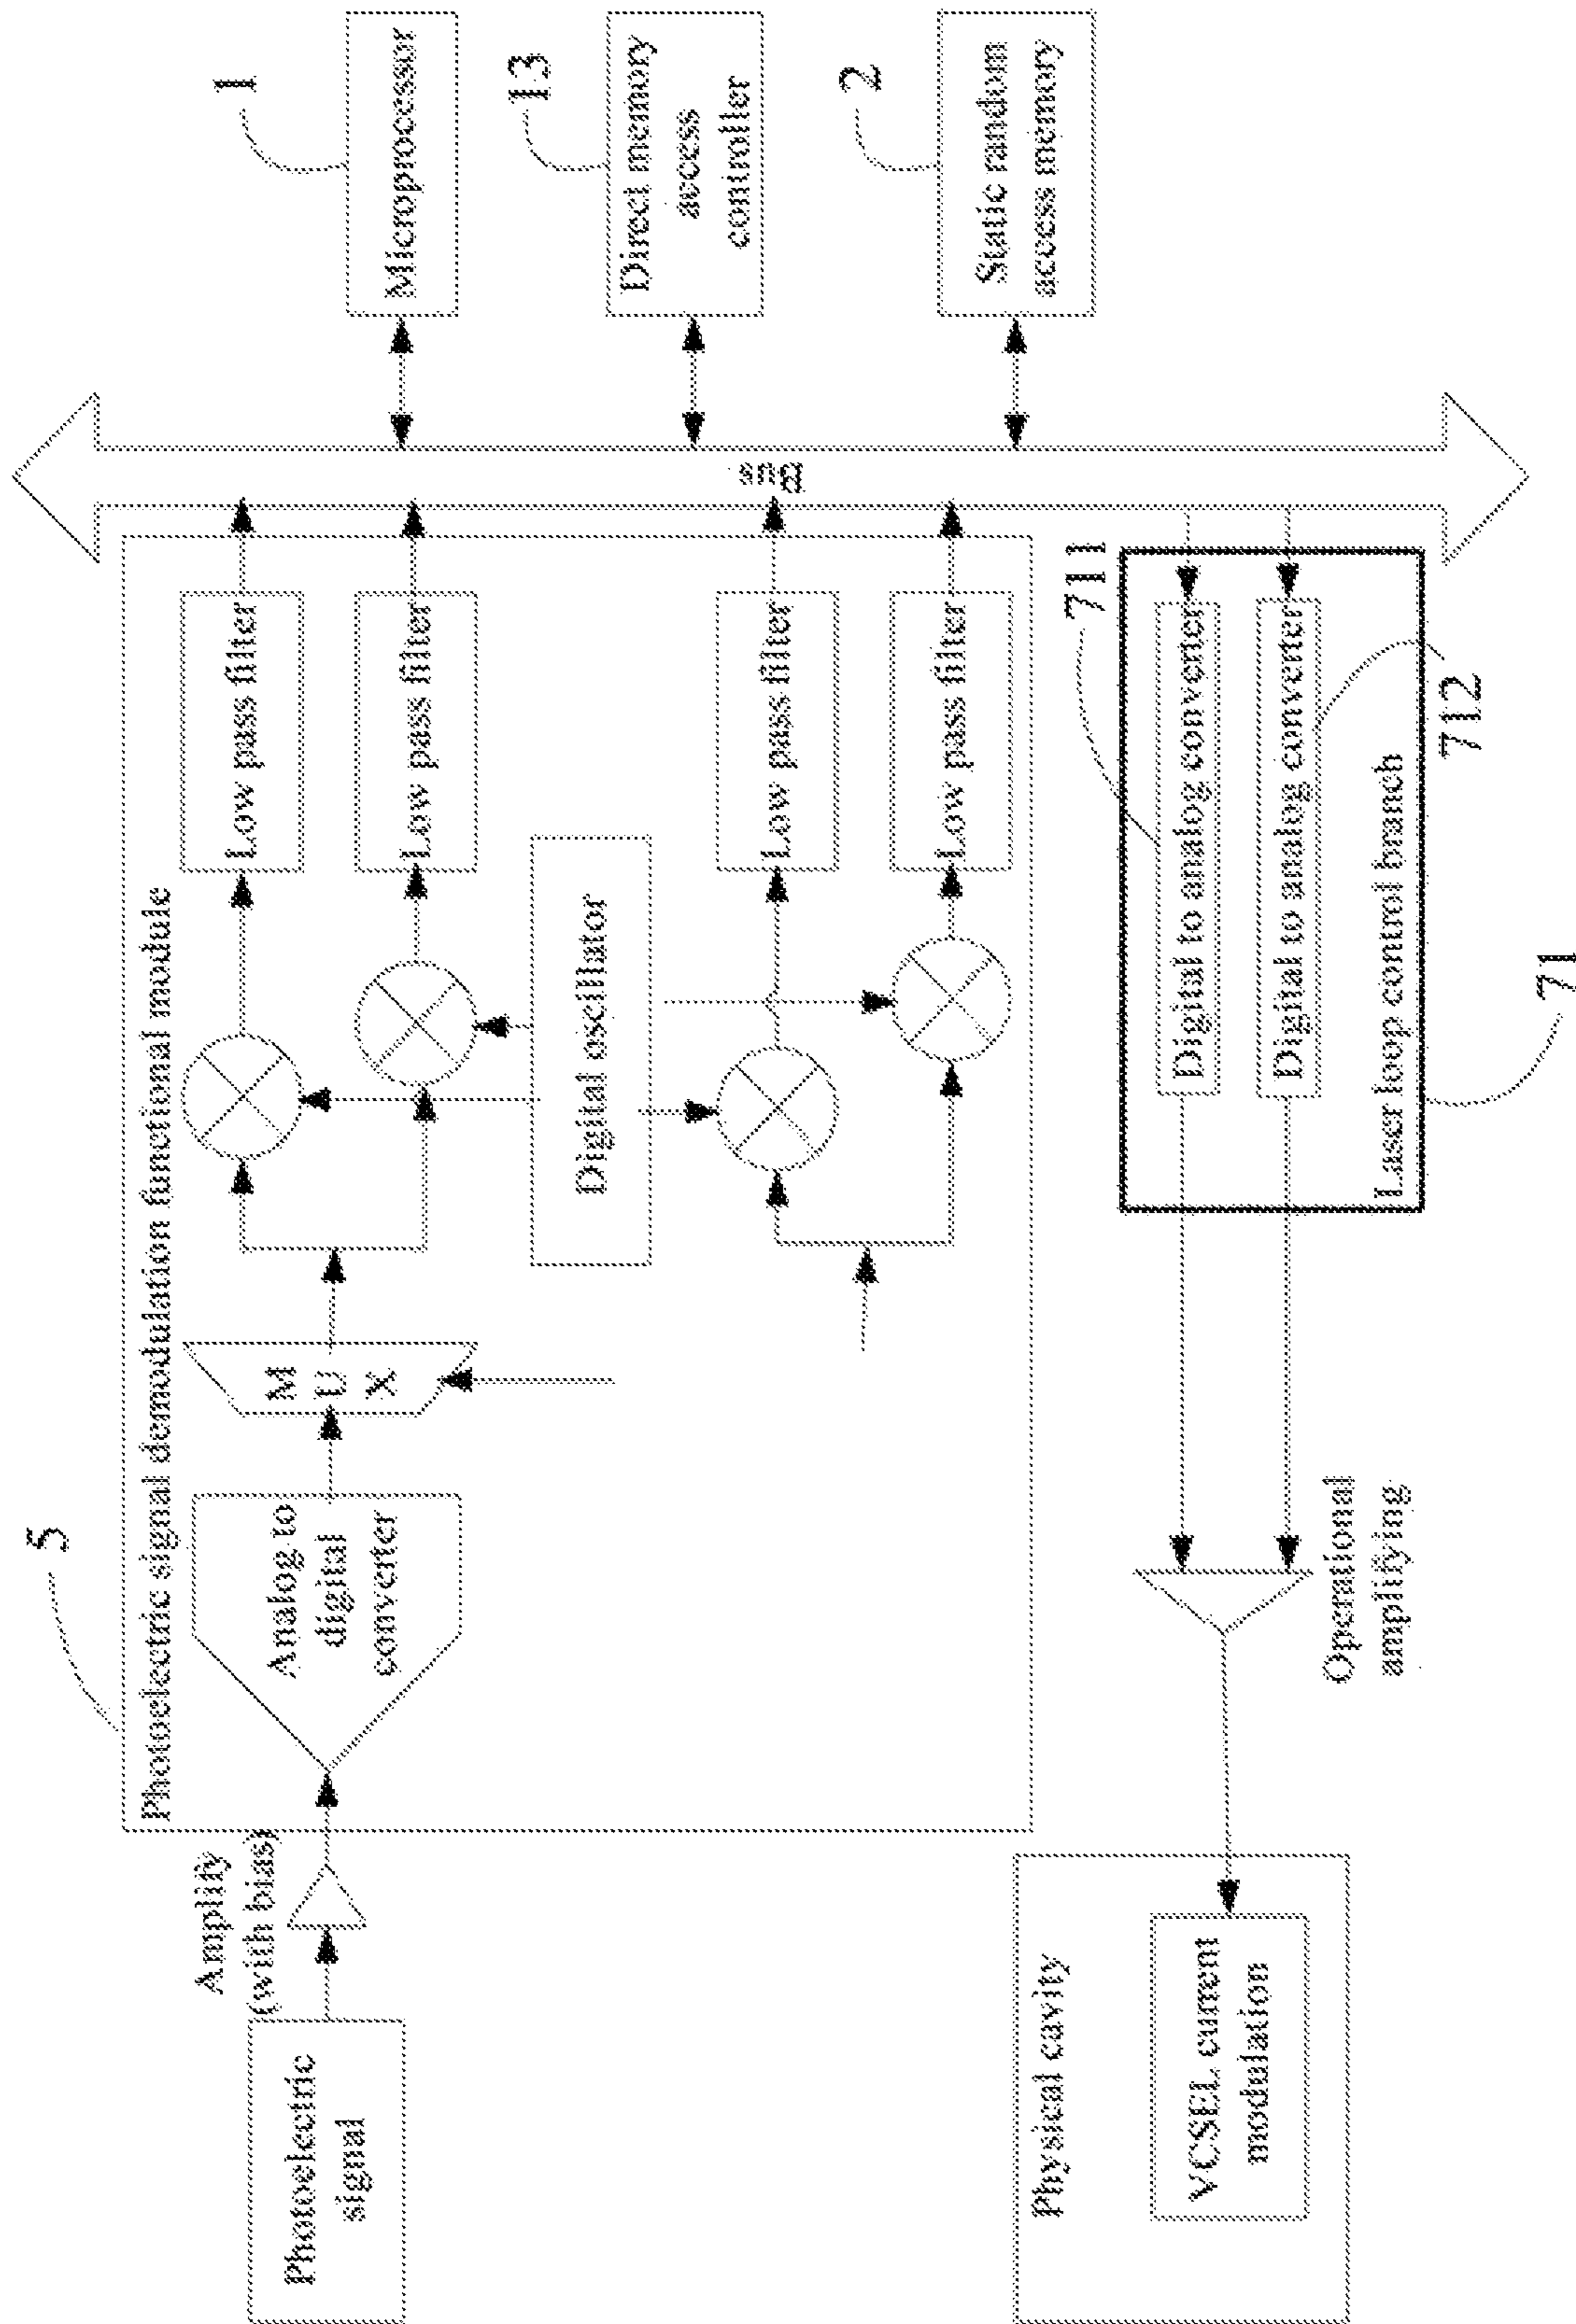 5
Photoelectric signal demodulation functional module
Photoelectric
signal
Amplify
(with bias)
Analog to
digital
converter
M
U
X
Low pass filter
Low pass filter
Digital oscillator
Low pass filter
Low pass filter
Bus
1
Microprocessor
13
Direct memory
access
controller
2
Static random
access memory
Physical cavity
VCSEL current
modulation
Operational
amplifying
711
Digital to analog converter
Digital to analog converter
712
Laser loop control branch
71